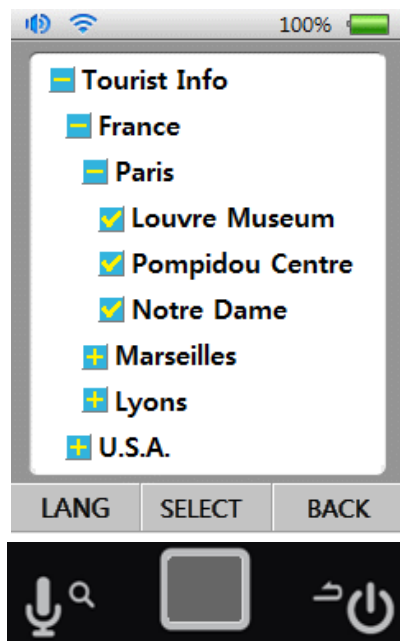 100%
Tourist Info
France
Paris
Louvre Museum
Pompidou Centre
Notre Dame
Marseilles
Lyons
U.S.A.
LANG SELECT BACK